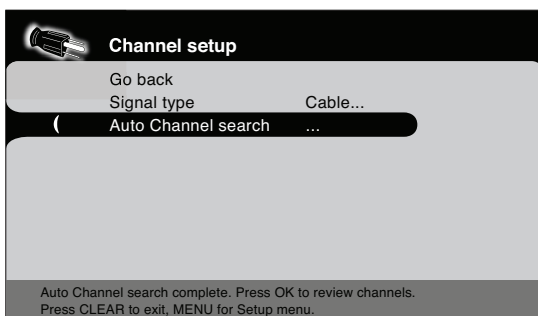 Channel setup
Go back
Signal type Cable...
Auto Channel search ...
Auto Channel search complete. Press OK to review channels.
Press CLEAR to exit, MENU for Setup menu.